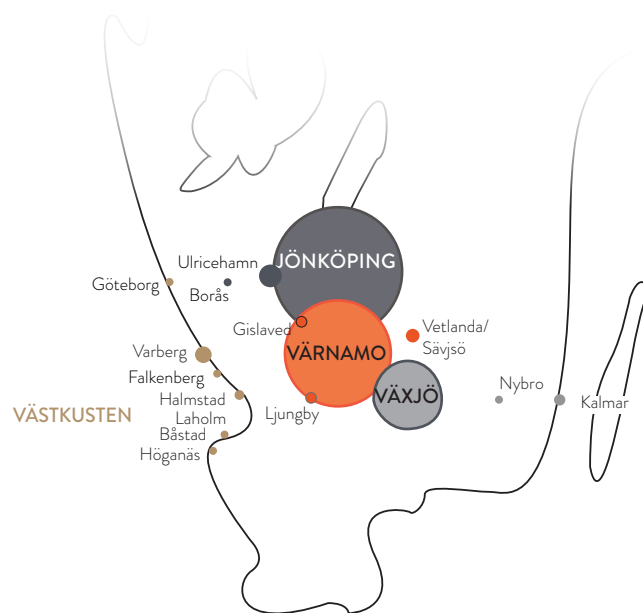 Ulricehamn
JÖNKÖPING
Göteborg
Borås
Gislaved
Vetlanda/
Sävjsö
VÄRNAMO
Varberg
Falkenberg
Nybro
VÄXJÖ
Halmstad
Kalmar
VÄSTKUSTEN
Laholm
Ljungby
Båstad
Höganäs